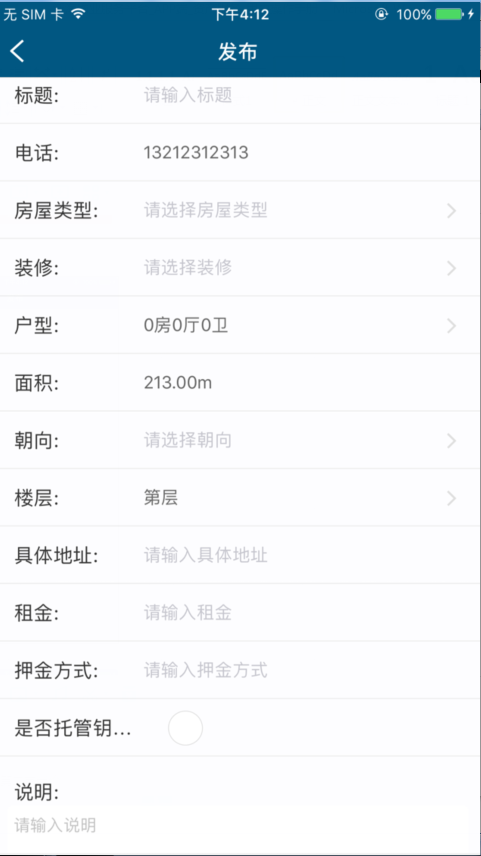 无 SIM 卡 下午4:12 100%
发布
标题: 请输入标题
电话: 13212312313
房屋类型: 请选择房屋类型
装修: 请选择装修
户型: 0房0厅0卫
面积: 213.00m
朝向: 请选择朝向
楼层: 第层
具体地址: 请输入具体地址
租金: 请输入租金
押金方式: 请输入押金方式
是否托管钥...
说明:
请输入说明